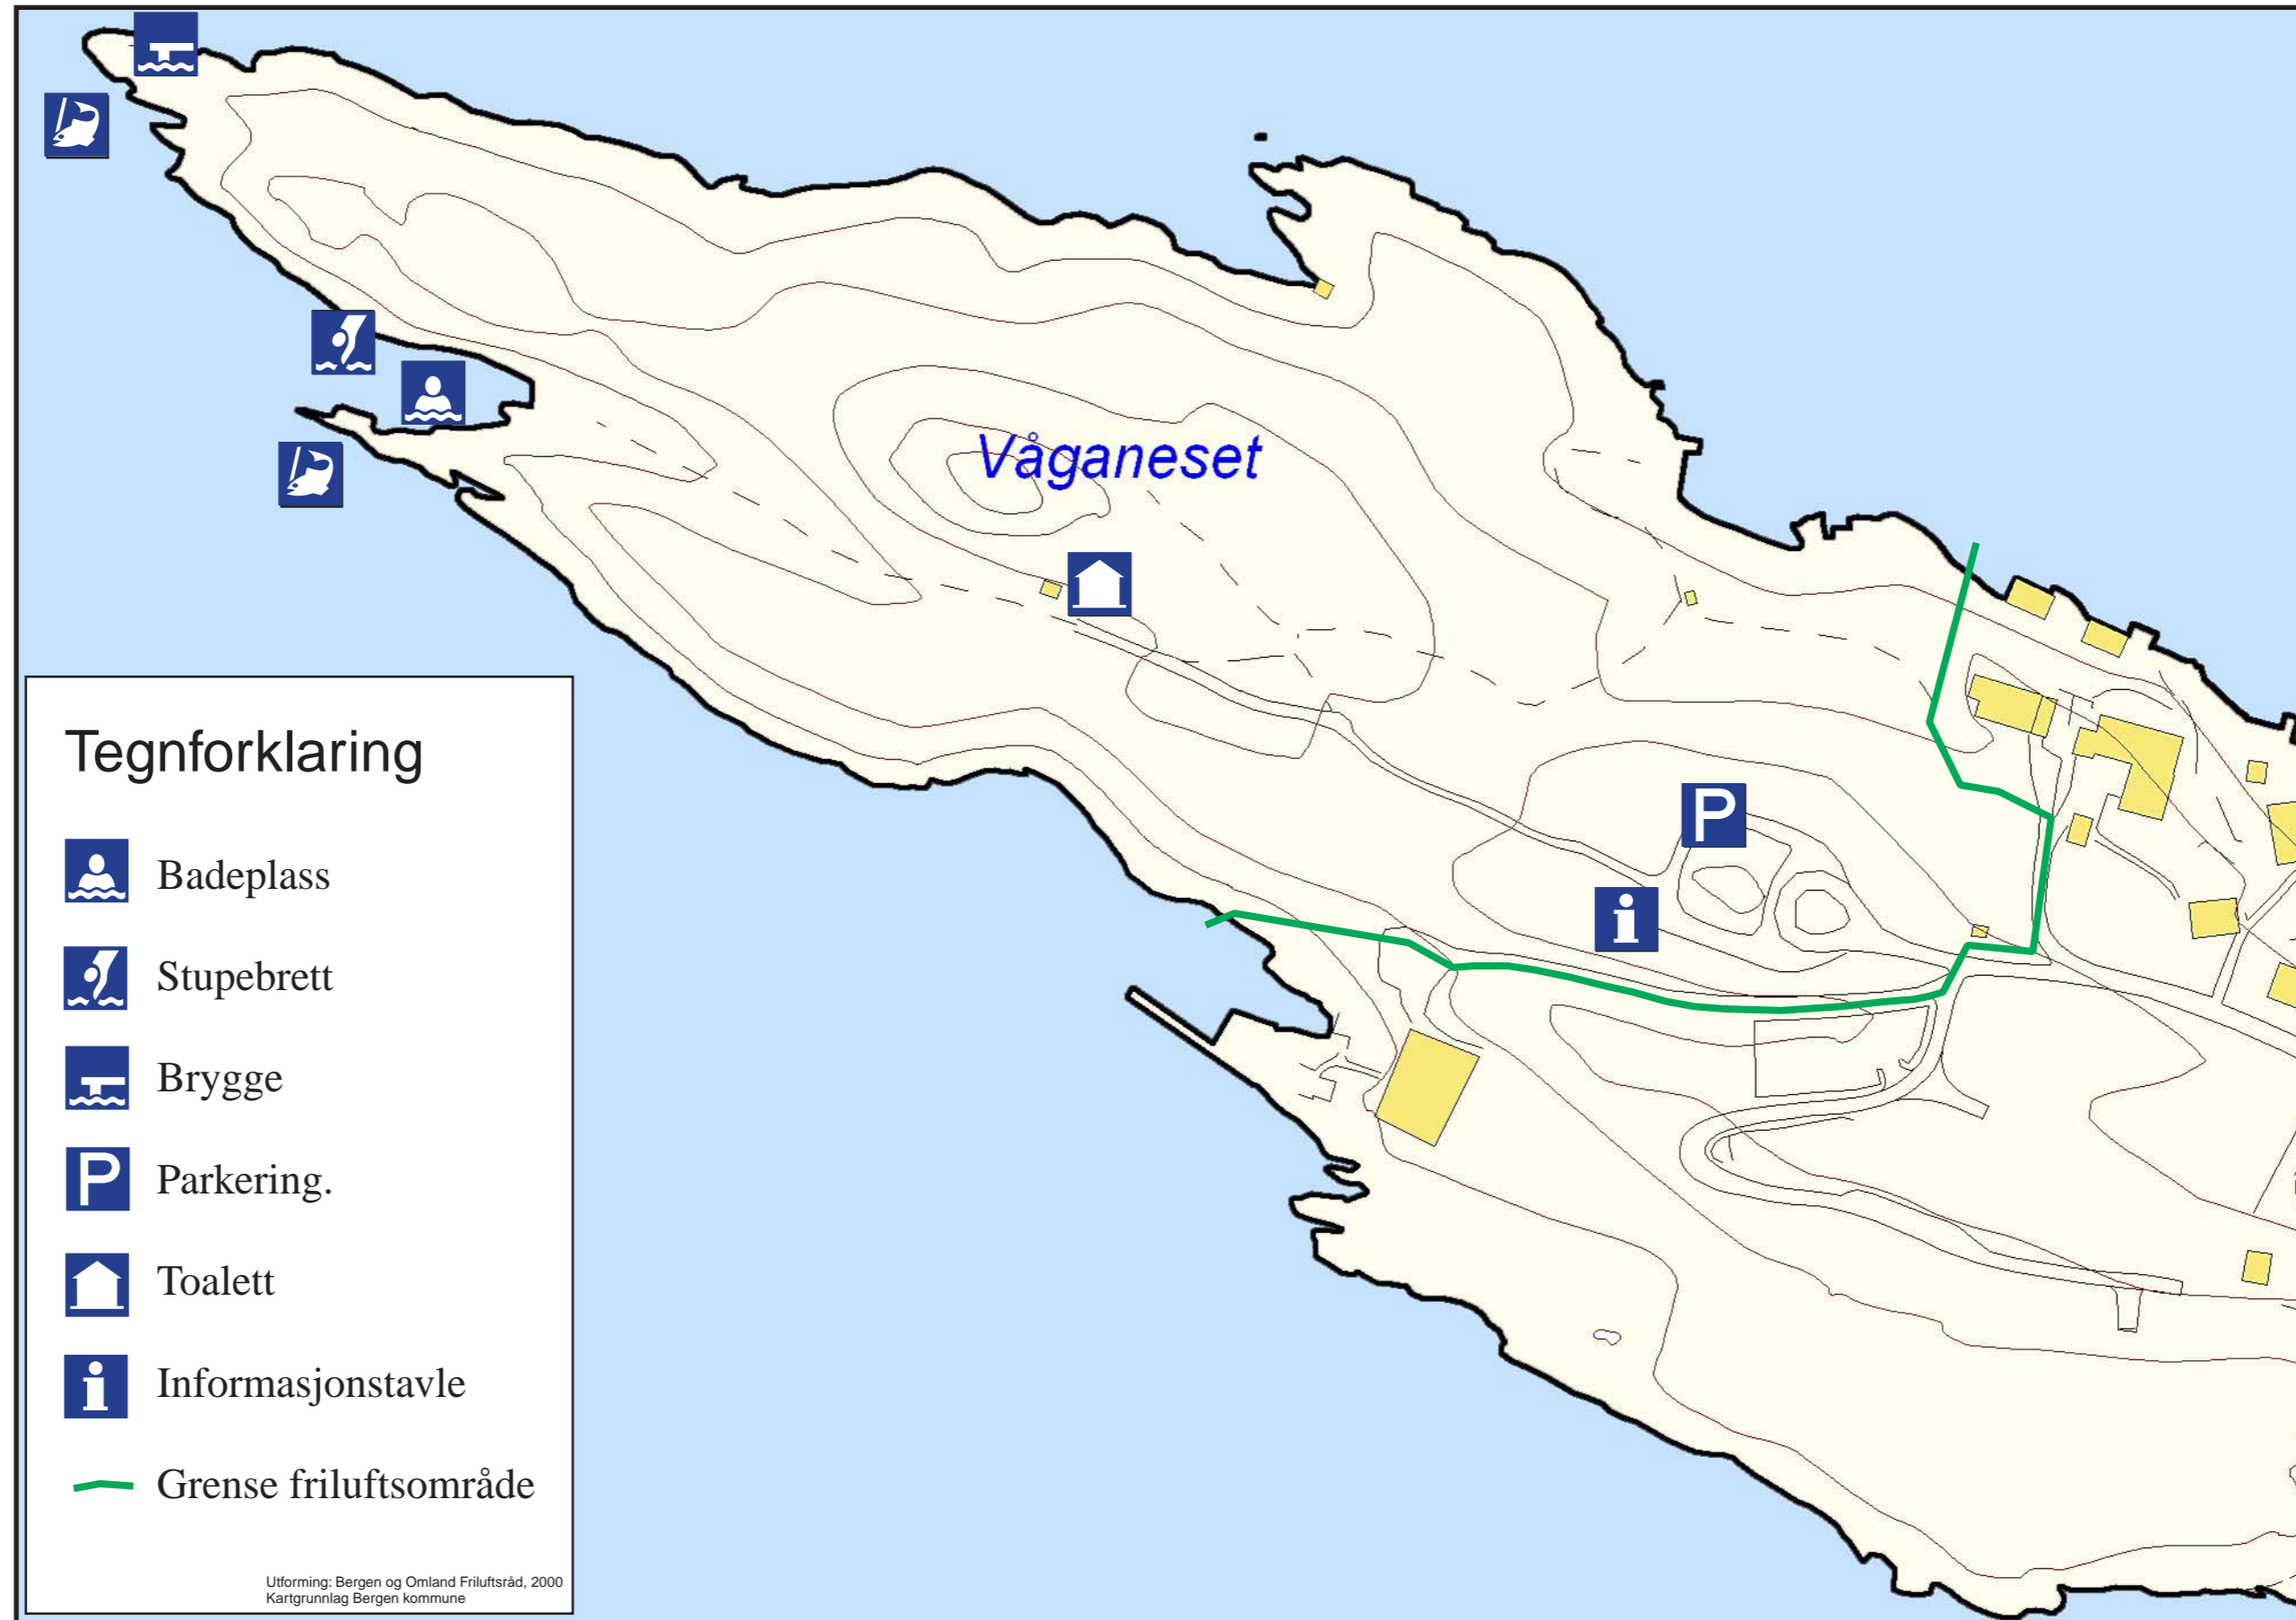 Våganeset
P
i
Tegnforklaring
Badeplass
Stupebrett
Brygge
P Parkering.
Toalett
i Informasjonstavle
Grense friluftsområde
Utforming: Bergen og Omland Friluftsråd, 2000
Kartgrunnlag Bergen kommune